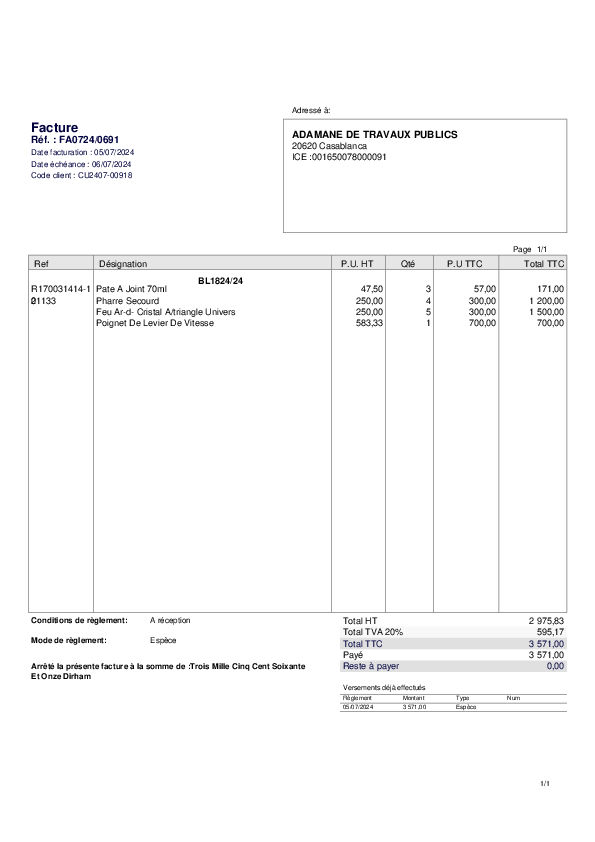 Adressé à:
Facture
Réf. : FA0724/0691
Date facturation : 05/07/2024
Date échéance : 06/07/2024
Code client : CU2407-00918
ADAMANE DE TRAVAUX PUBLICS
20620 Casablanca
ICE :001650078000091
Page 1/1
Ref Désignation P.U. HT Qté P.U TTC Total TTC
BL1824/24
R170031414-1 Pate A Joint 70ml 47,50 3 57,00 171,00
Pharre Secourd 250,00 4 300,00 1 200,00
Feu Ar-d- Cristal A/triangle Univers 250,00 5 300,00 1 500,00
Poignet De Levier De Vitesse 583,33 1 700,00 700,00
Conditions de règlement: A réception
Mode de règlement: Espèce
Arrêté la présente facture à la somme de :Trois Mille Cinq Cent Soixante
Et Onze Dirham
Total HT 2 975,83
Total TVA 20% 595,17
Total TTC 3 571,00
Payé 3 571,00
Reste à payer 0,00
Versements déjà effectués
Règlement Montant Type Num
05/07/2024 3 571,00 Espèce
1/1